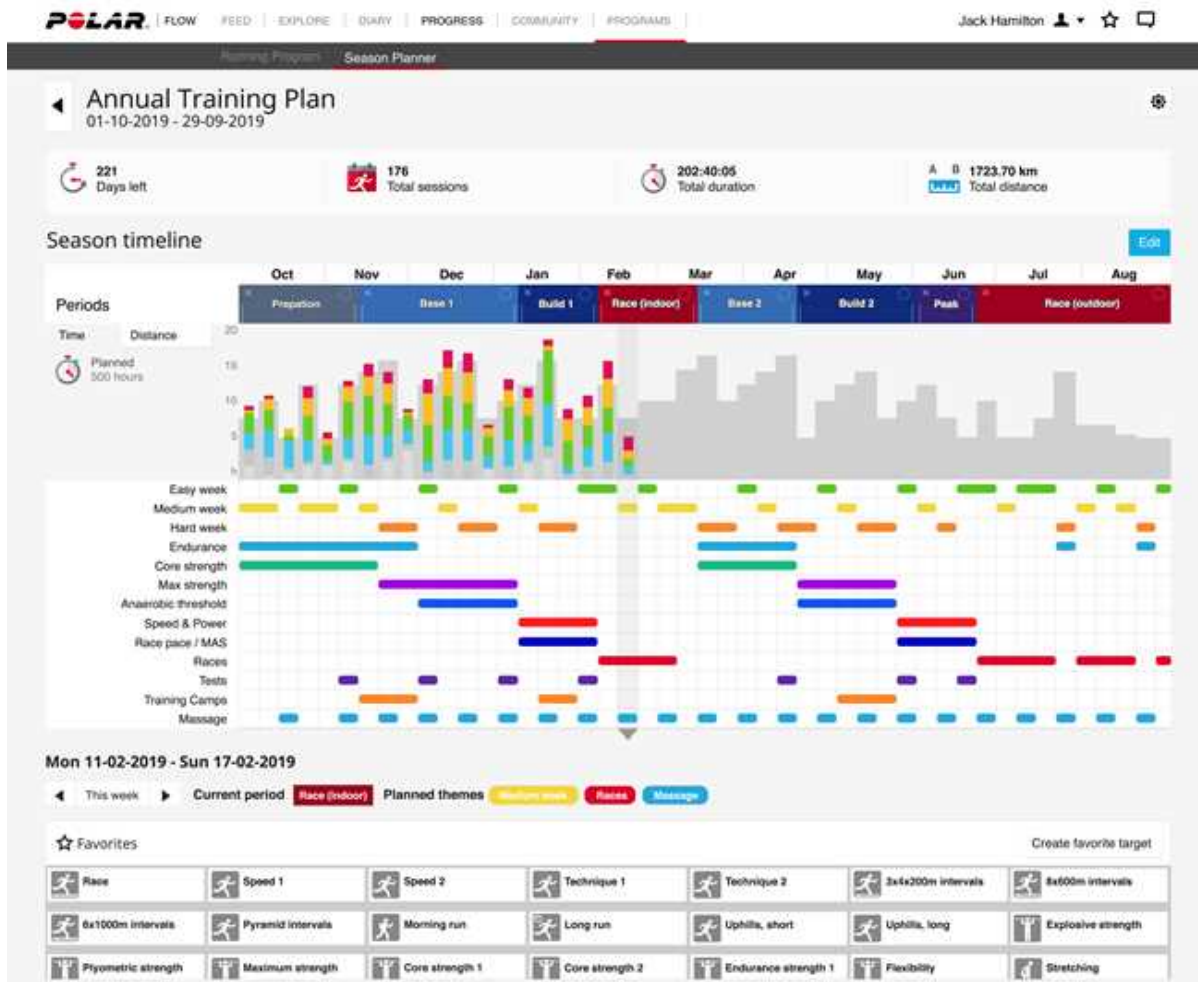 POLAR. FLOW FEED EXPLORE DIARY PROGRESS COMMUNITY PROGRAMS Jack Hamilton
Running Program Season Planner
Annual Training Plan
01-10-2019 - 29-09-2019
221 176 202:40:05 A B 1723.70 km
Days left Total sessions Total duration Total distance
Season timeline Edit
Oct Nov Dec Jan Feb Mar Apr May Jun Jul Aug
Periods Prepation Base 1 Build 1 Race (indoor) Base 2 Build 2 Peak Race (outdoor)
Time Distance 20
Planned 15
500 hours
10
5
h
Easy week
Medium week
Hard week
Endurance
Core strength
Max strength
Anaerobic threshold
Speed & Power
Race pace / MAS
Races
Tests
Training Camps
Massage
Mon 11-02-2019 - Sun 17-02-2019
This week Current period Race (indoor) Planned themes Medium week Races Massage
Favorites Create favorite target
Race Speed 1 Speed 2 Technique 1 Technique 2 3x4x200m intervals 8x600m intervals
6x1000m intervals Pyramid intervals Morning run Long run Uphills, short Uphills, long Explosive strength
Plyometric strength Maximum strength Core strength 1 Core strength 2 Endurance strength 1 Flexibility Stretching